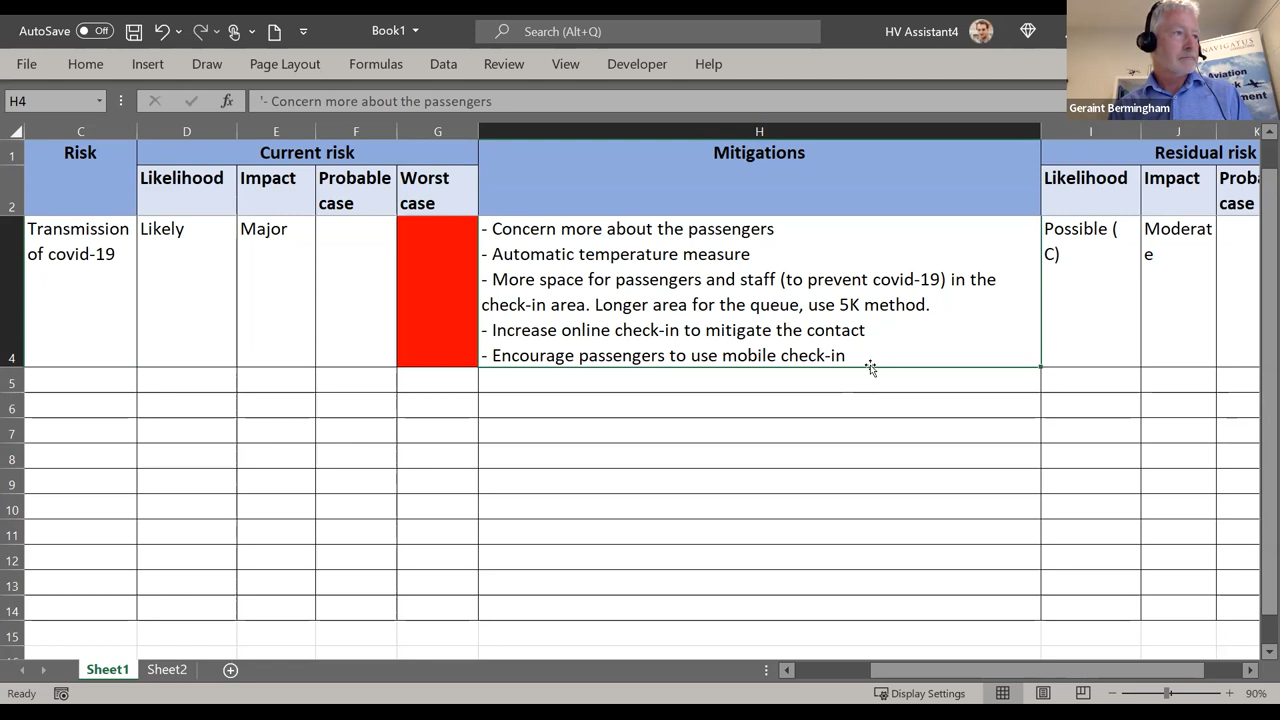 AutoSave Off Book1 Search (Alt+Q) HV Assistant4
File Home Insert Draw Page Layout Formulas Data Review View Developer Help
NAVIGATUS
Aviation
Geraint Bermingham
H4 fx '- Concern more about the passengers
C D E F G H I J K
1 Risk Current risk Mitigations Residual risk
2 Likelihood Impact Probable case Worst case Likelihood Impact Proba case
4 Transmission of covid-19 Likely Major Possible ( C) Moderat e
- Concern more about the passengers
- Automatic temperature measure
- More space for passengers and staff (to prevent covid-19) in the
check-in area. Longer area for the queue, use 5K method.
- Increase online check-in to mitigate the contact
- Encourage passengers to use mobile check-in
5
6
7
8
9
10
11
12
13
14
15
Sheet1 Sheet2
Ready Display Settings 90%